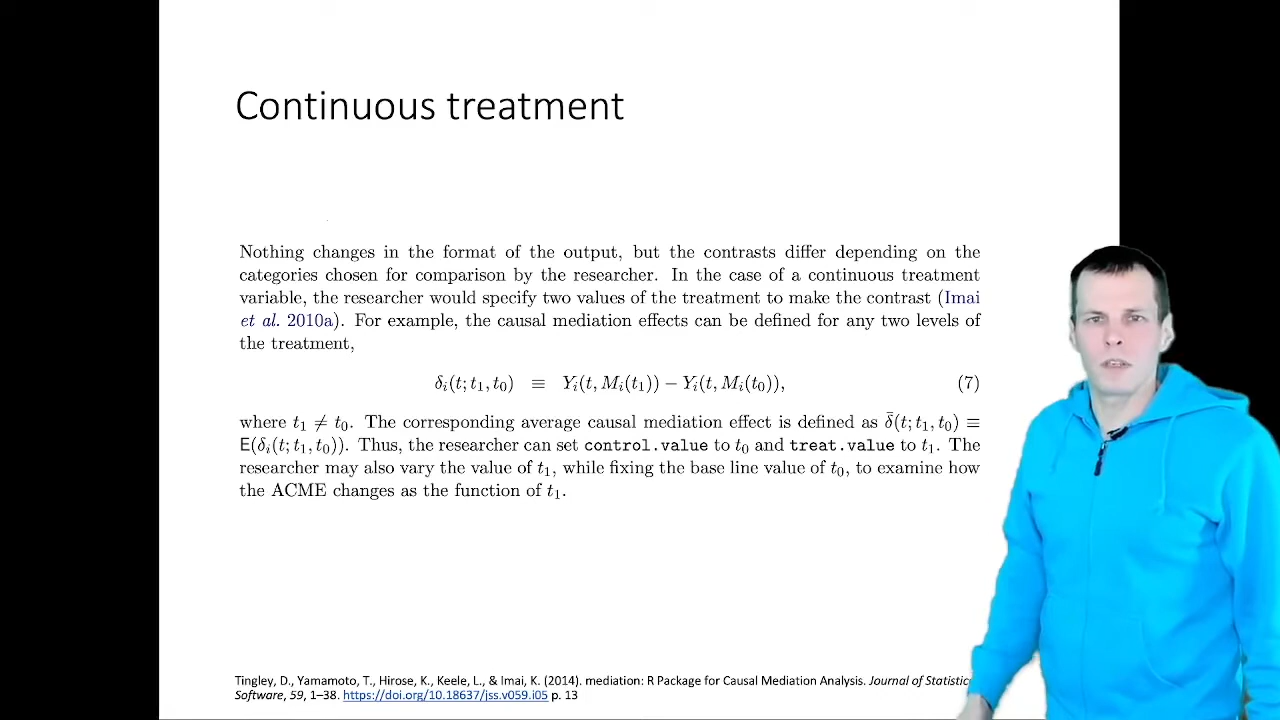 Continuous treatment
Nothing changes in the format of the output, but the contrasts differ depending on the
categories chosen for comparison by the researcher. In the case of a continuous treatment
variable, the researcher would specify two values of the treatment to make the contrast (Imai
et al. 2010a). For example, the causal mediation effects can be defined for any two levels of
the treatment,
δᵢ(t; t₁, t₀) ≡ Yᵢ(t, Mᵢ(t₁)) − Yᵢ(t, Mᵢ(t₀)), (7)
where t₁ ≠ t₀. The corresponding average causal mediation effect is defined as δ̄(t; t₁, t₀) ≡
E(δᵢ(t; t₁, t₀)). Thus, the researcher can set control.value to t₀ and treat.value to t₁. The
researcher may also vary the value of t₁, while fixing the base line value of t₀, to examine how
the ACME changes as the function of t₁.
Tingley, D., Yamamoto, T., Hirose, K., Keele, L., & Imai, K. (2014). mediation: R Package for Causal Mediation Analysis. Journal of
Software, 59, 1–38. https://doi.org/10.18637/jss.v059.i05 p. 13